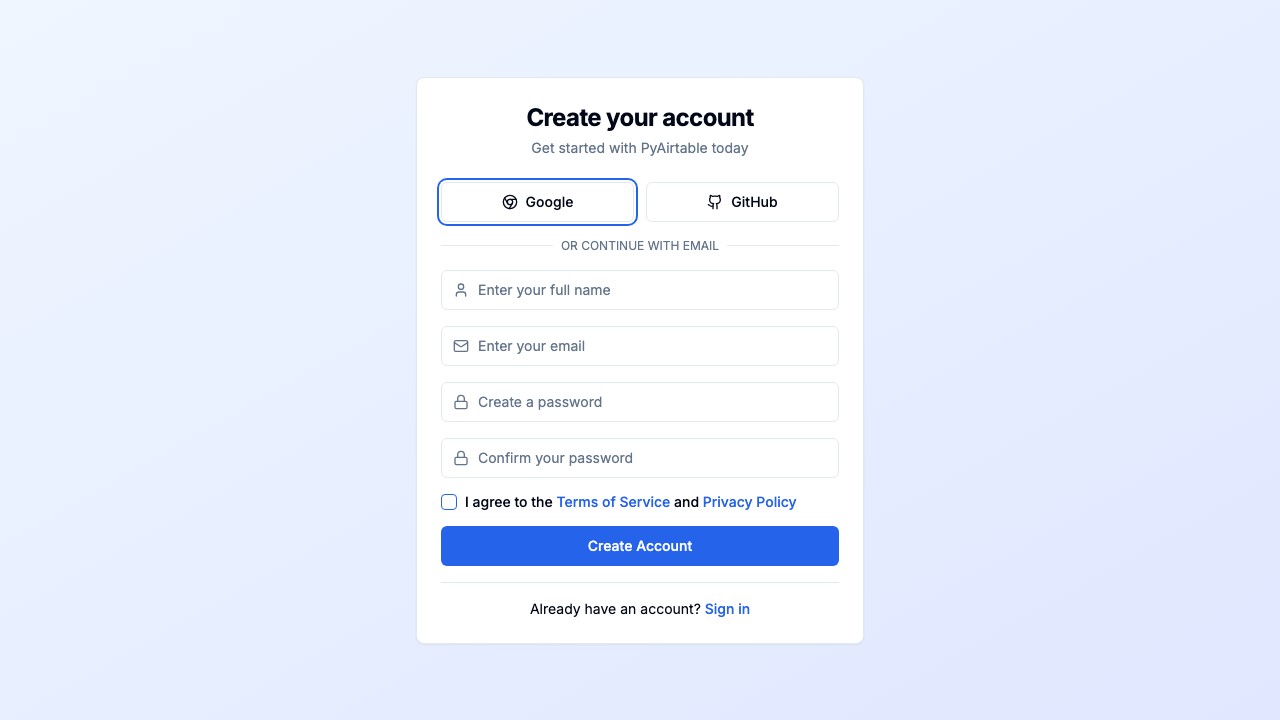 Create your account
Get started with PyAirtable today
Google
GitHub
OR CONTINUE WITH EMAIL
Enter your full name
Enter your email
Create a password
Confirm your password
I agree to the Terms of Service and Privacy Policy
Create Account
Already have an account? Sign in